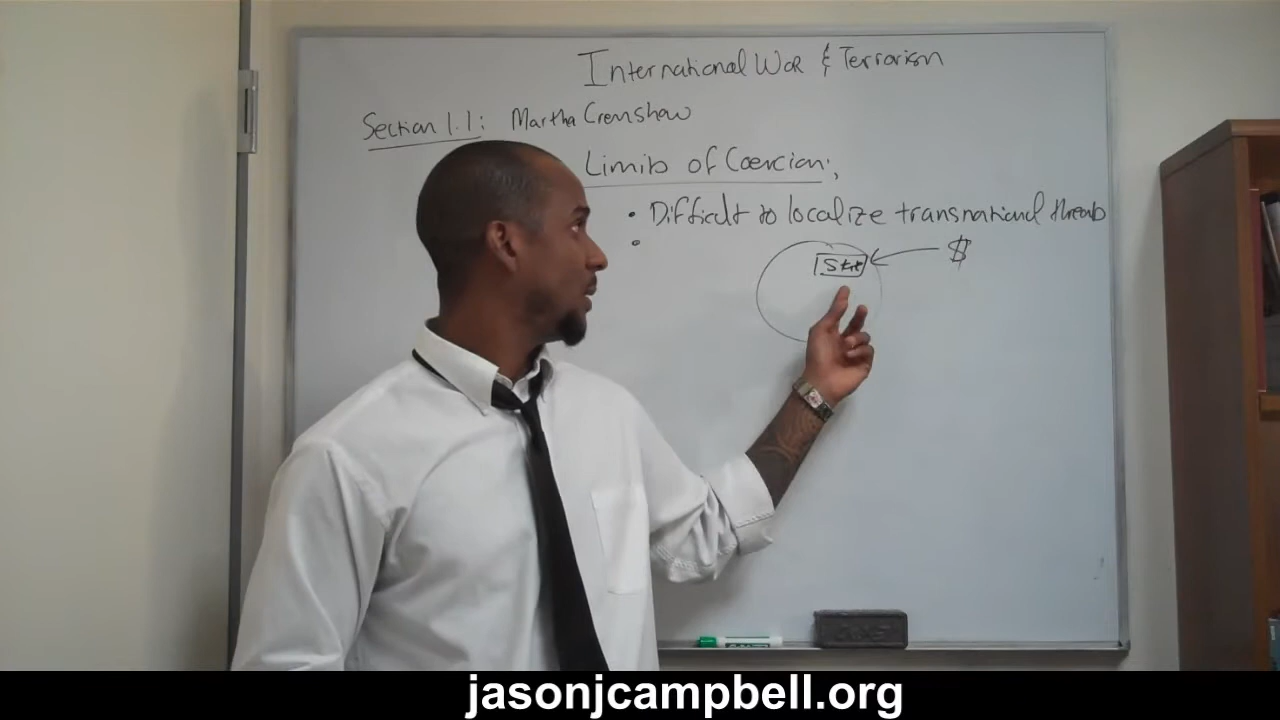 International War & Terrorism
Section 1.1: Martha Crenshaw
Limits of Coercion:
• Difficult to localize transnational threats
•
State $
jasonjcampbell.org